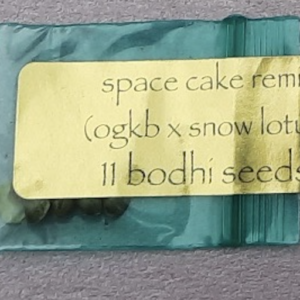 space cake remi
(ogkb x snow lotu
11 bodhi seeds